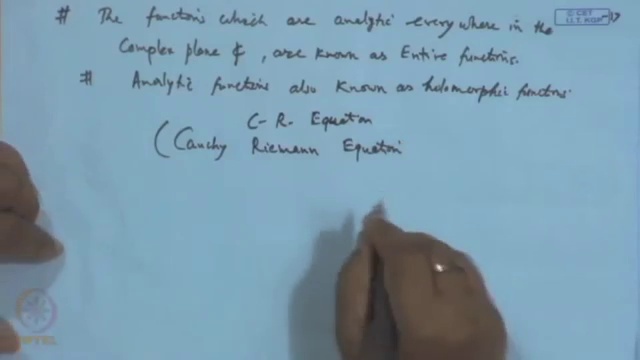 # The functions which are analytic everywhere in the
Complex plane ₵, are known as Entire functions.
# Analytic functions also known as holomorphic functions.
C-R- Equation
(Cauchy Riemann Equation
© CET
I.I.T. KGP
NPTEL